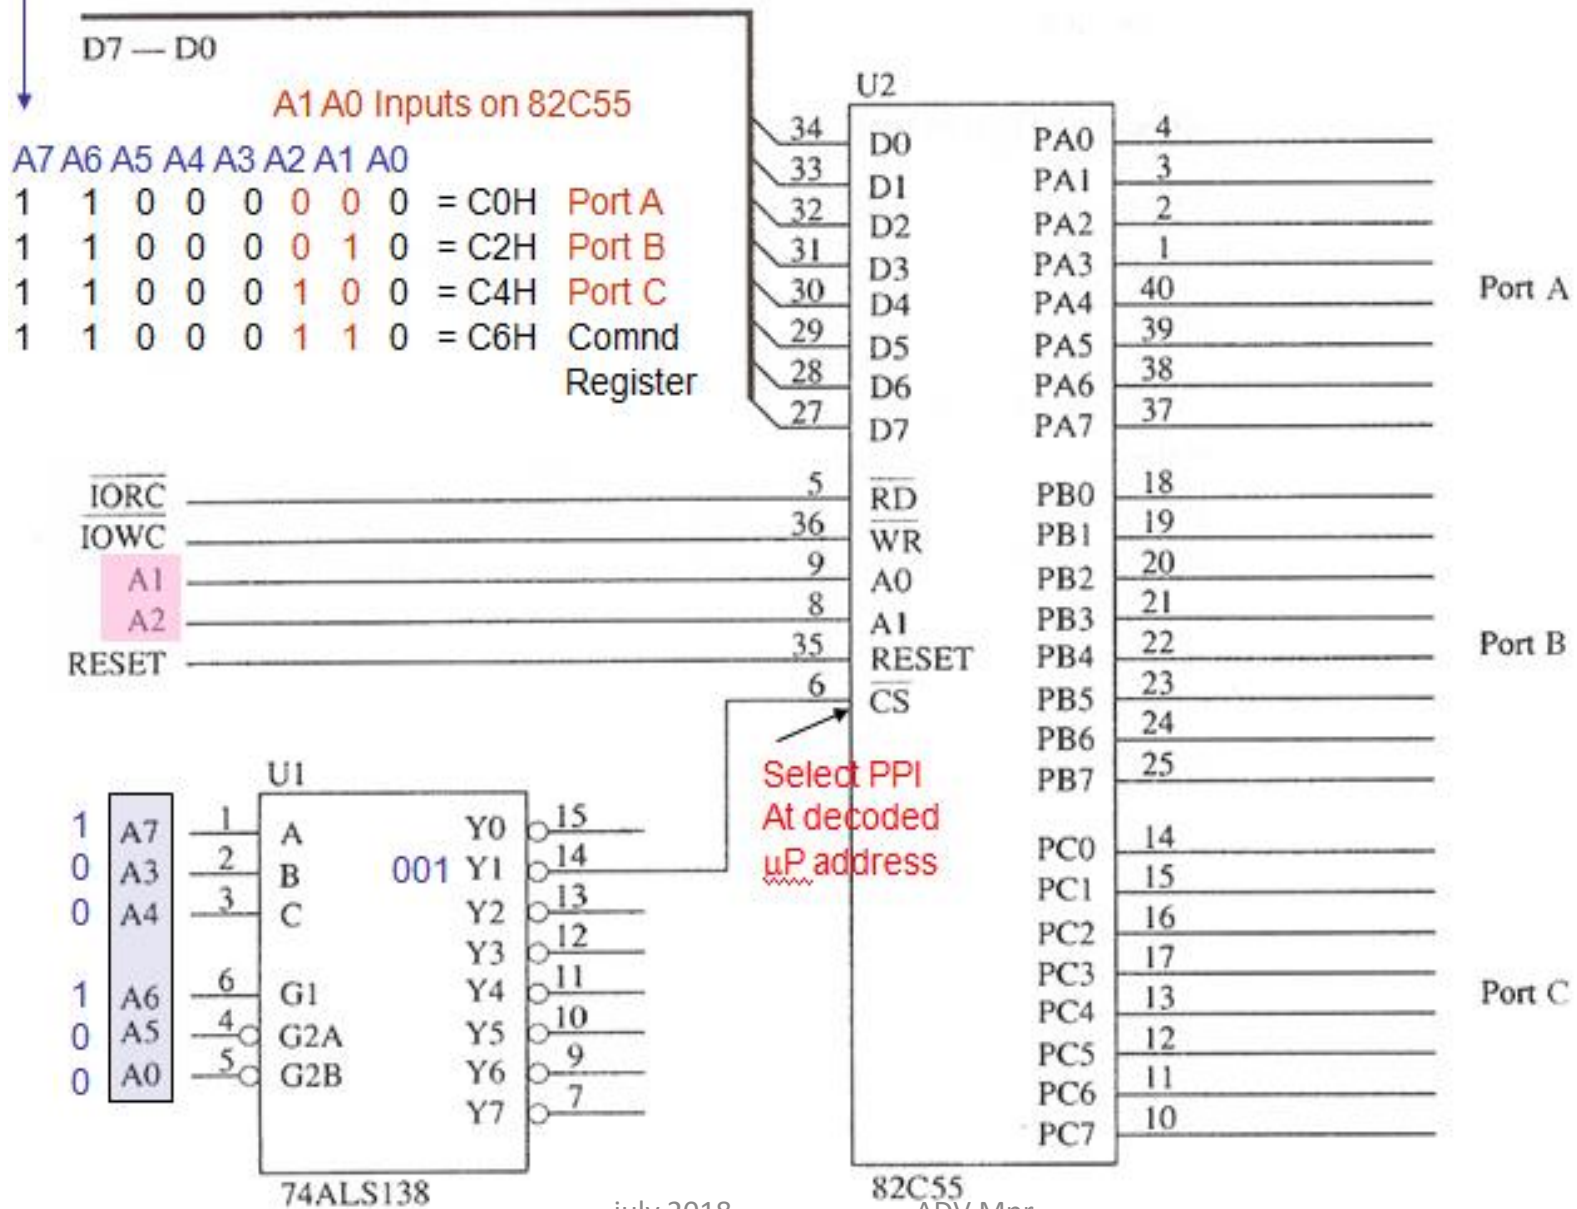 D7 — D0
A1 A0 Inputs on 82C55
A7 A6 A5 A4 A3 A2 A1 A0
1 1 0 0 0 0 0 0 = C0H Port A
1 1 0 0 0 0 1 0 = C2H Port B
1 1 0 0 0 1 0 0 = C4H Port C
1 1 0 0 0 1 1 0 = C6H Comnd
Register
IORC
IOWC
A1
A2
RESET
U2
34 D0
33 D1
32 D2
31 D3
30 D4
29 D5
28 D6
27 D7
5 RD
36 WR
9 A0
8 A1
35 RESET
6 CS
PA0 4
PA1 3
PA2 2
PA3 1
PA4 40
PA5 39
PA6 38
PA7 37
Port A
PB0 18
PB1 19
PB2 20
PB3 21
PB4 22
PB5 23
PB6 24
PB7 25
Port B
PC0 14
PC1 15
PC2 16
PC3 17
PC4 13
PC5 12
PC6 11
PC7 10
Port C
82C55
Select PPI
At decoded
µP address
U1
1 A7 1 A
0 A3 2 B
0 A4 3 C
1 A6 6 G1
0 A5 4 G2A
0 A0 5 G2B
Y0 15
001 Y1 14
Y2 13
Y3 12
Y4 11
Y5 10
Y6 9
Y7 7
74ALS138
july 2018
ADV Mpr